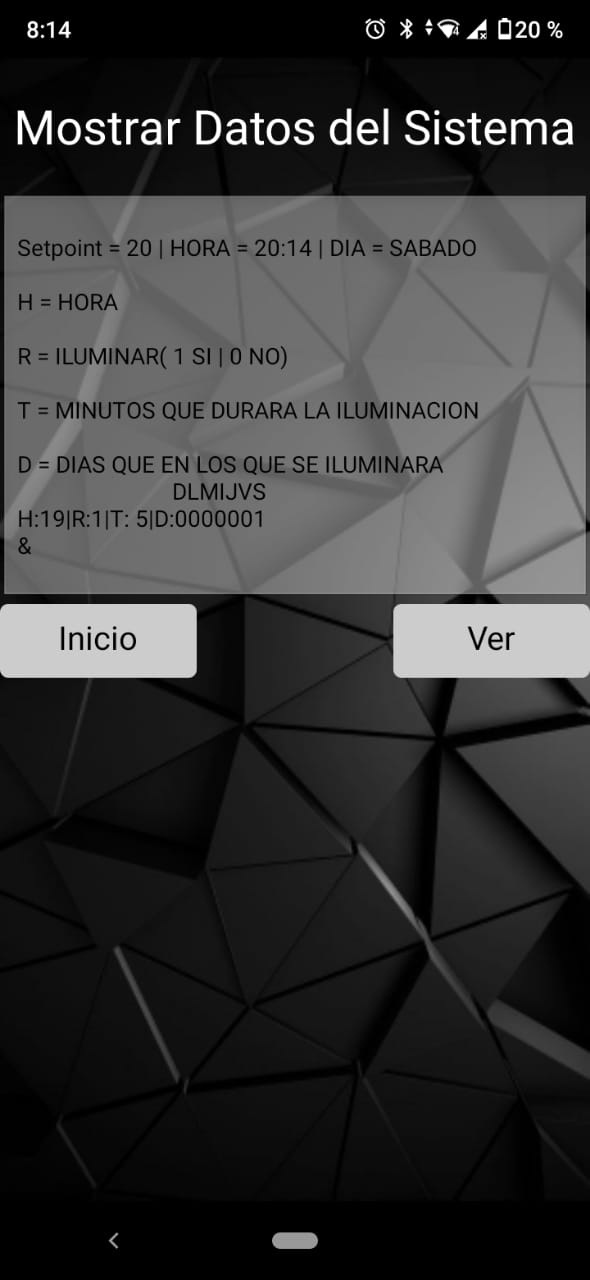 8:14
4
20 %
Mostrar Datos del Sistema
Setpoint = 20 | HORA = 20:14 | DIA = SABADO
H = HORA
R = ILUMINAR( 1 SI | 0 NO)
T = MINUTOS QUE DURARA LA ILUMINACION
D = DIAS QUE EN LOS QUE SE ILUMINARA
DLMIJVS
H:19|R:1|T: 5|D:0000001
&
Inicio
Ver